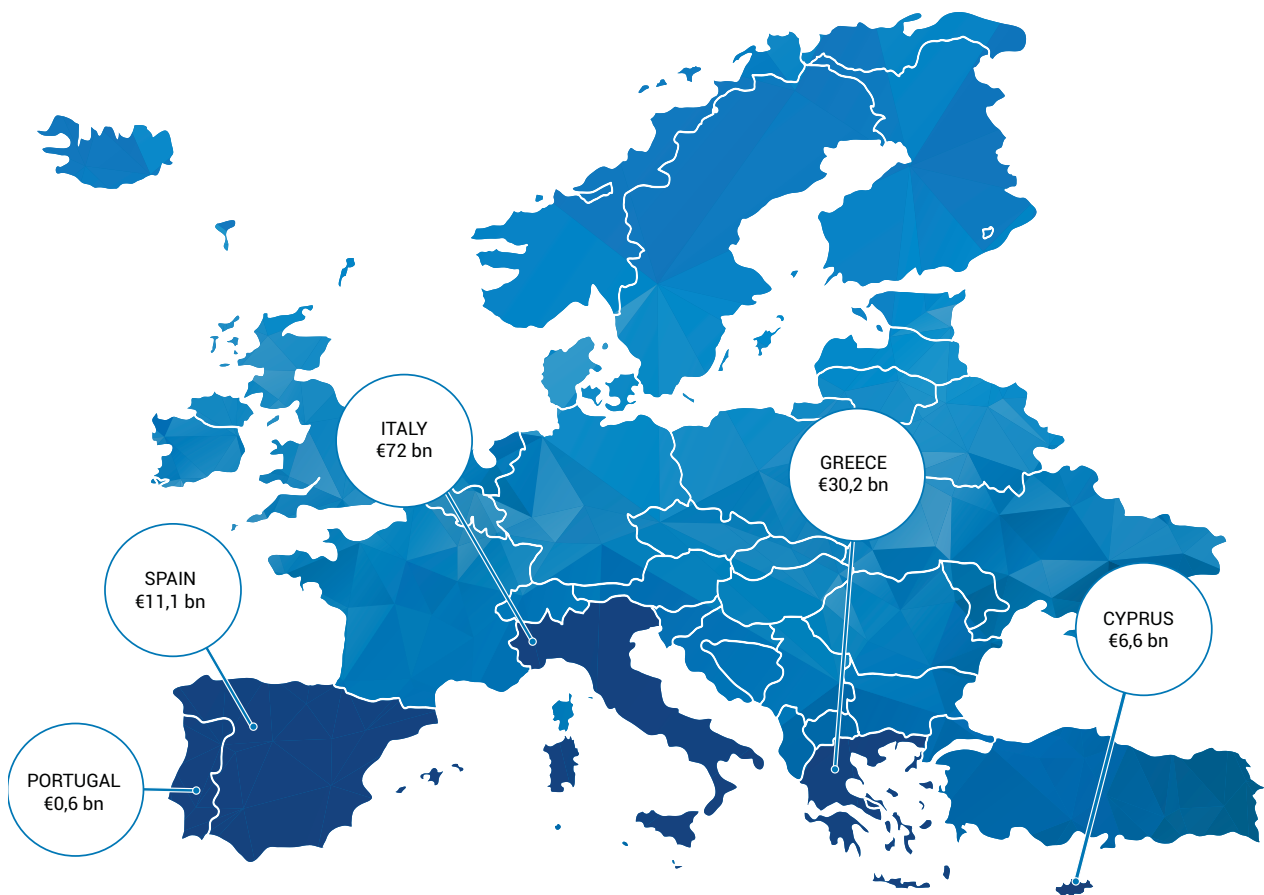 ITALY
€72 bn
GREECE
€30,2 bn
SPAIN
€11,1 bn
CYPRUS
€6,6 bn
PORTUGAL
€0,6 bn